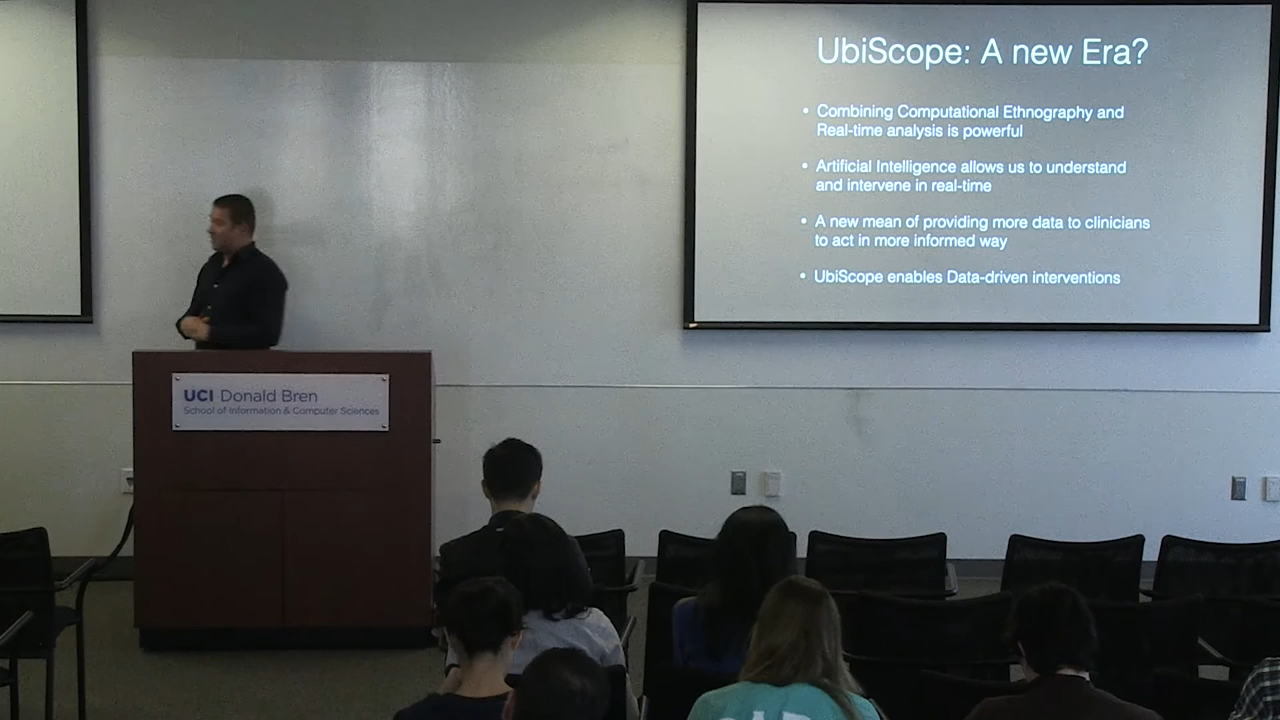 UbiScope: A new Era?
• Combining Computational Ethnography and
Real-time analysis is powerful
• Artificial Intelligence allows us to understand
and intervene in real-time
• A new mean of providing more data to clinicians
to act in more informed way
• UbiScope enables Data-driven interventions
UCI Donald Bren
School of Information & Computer Sciences